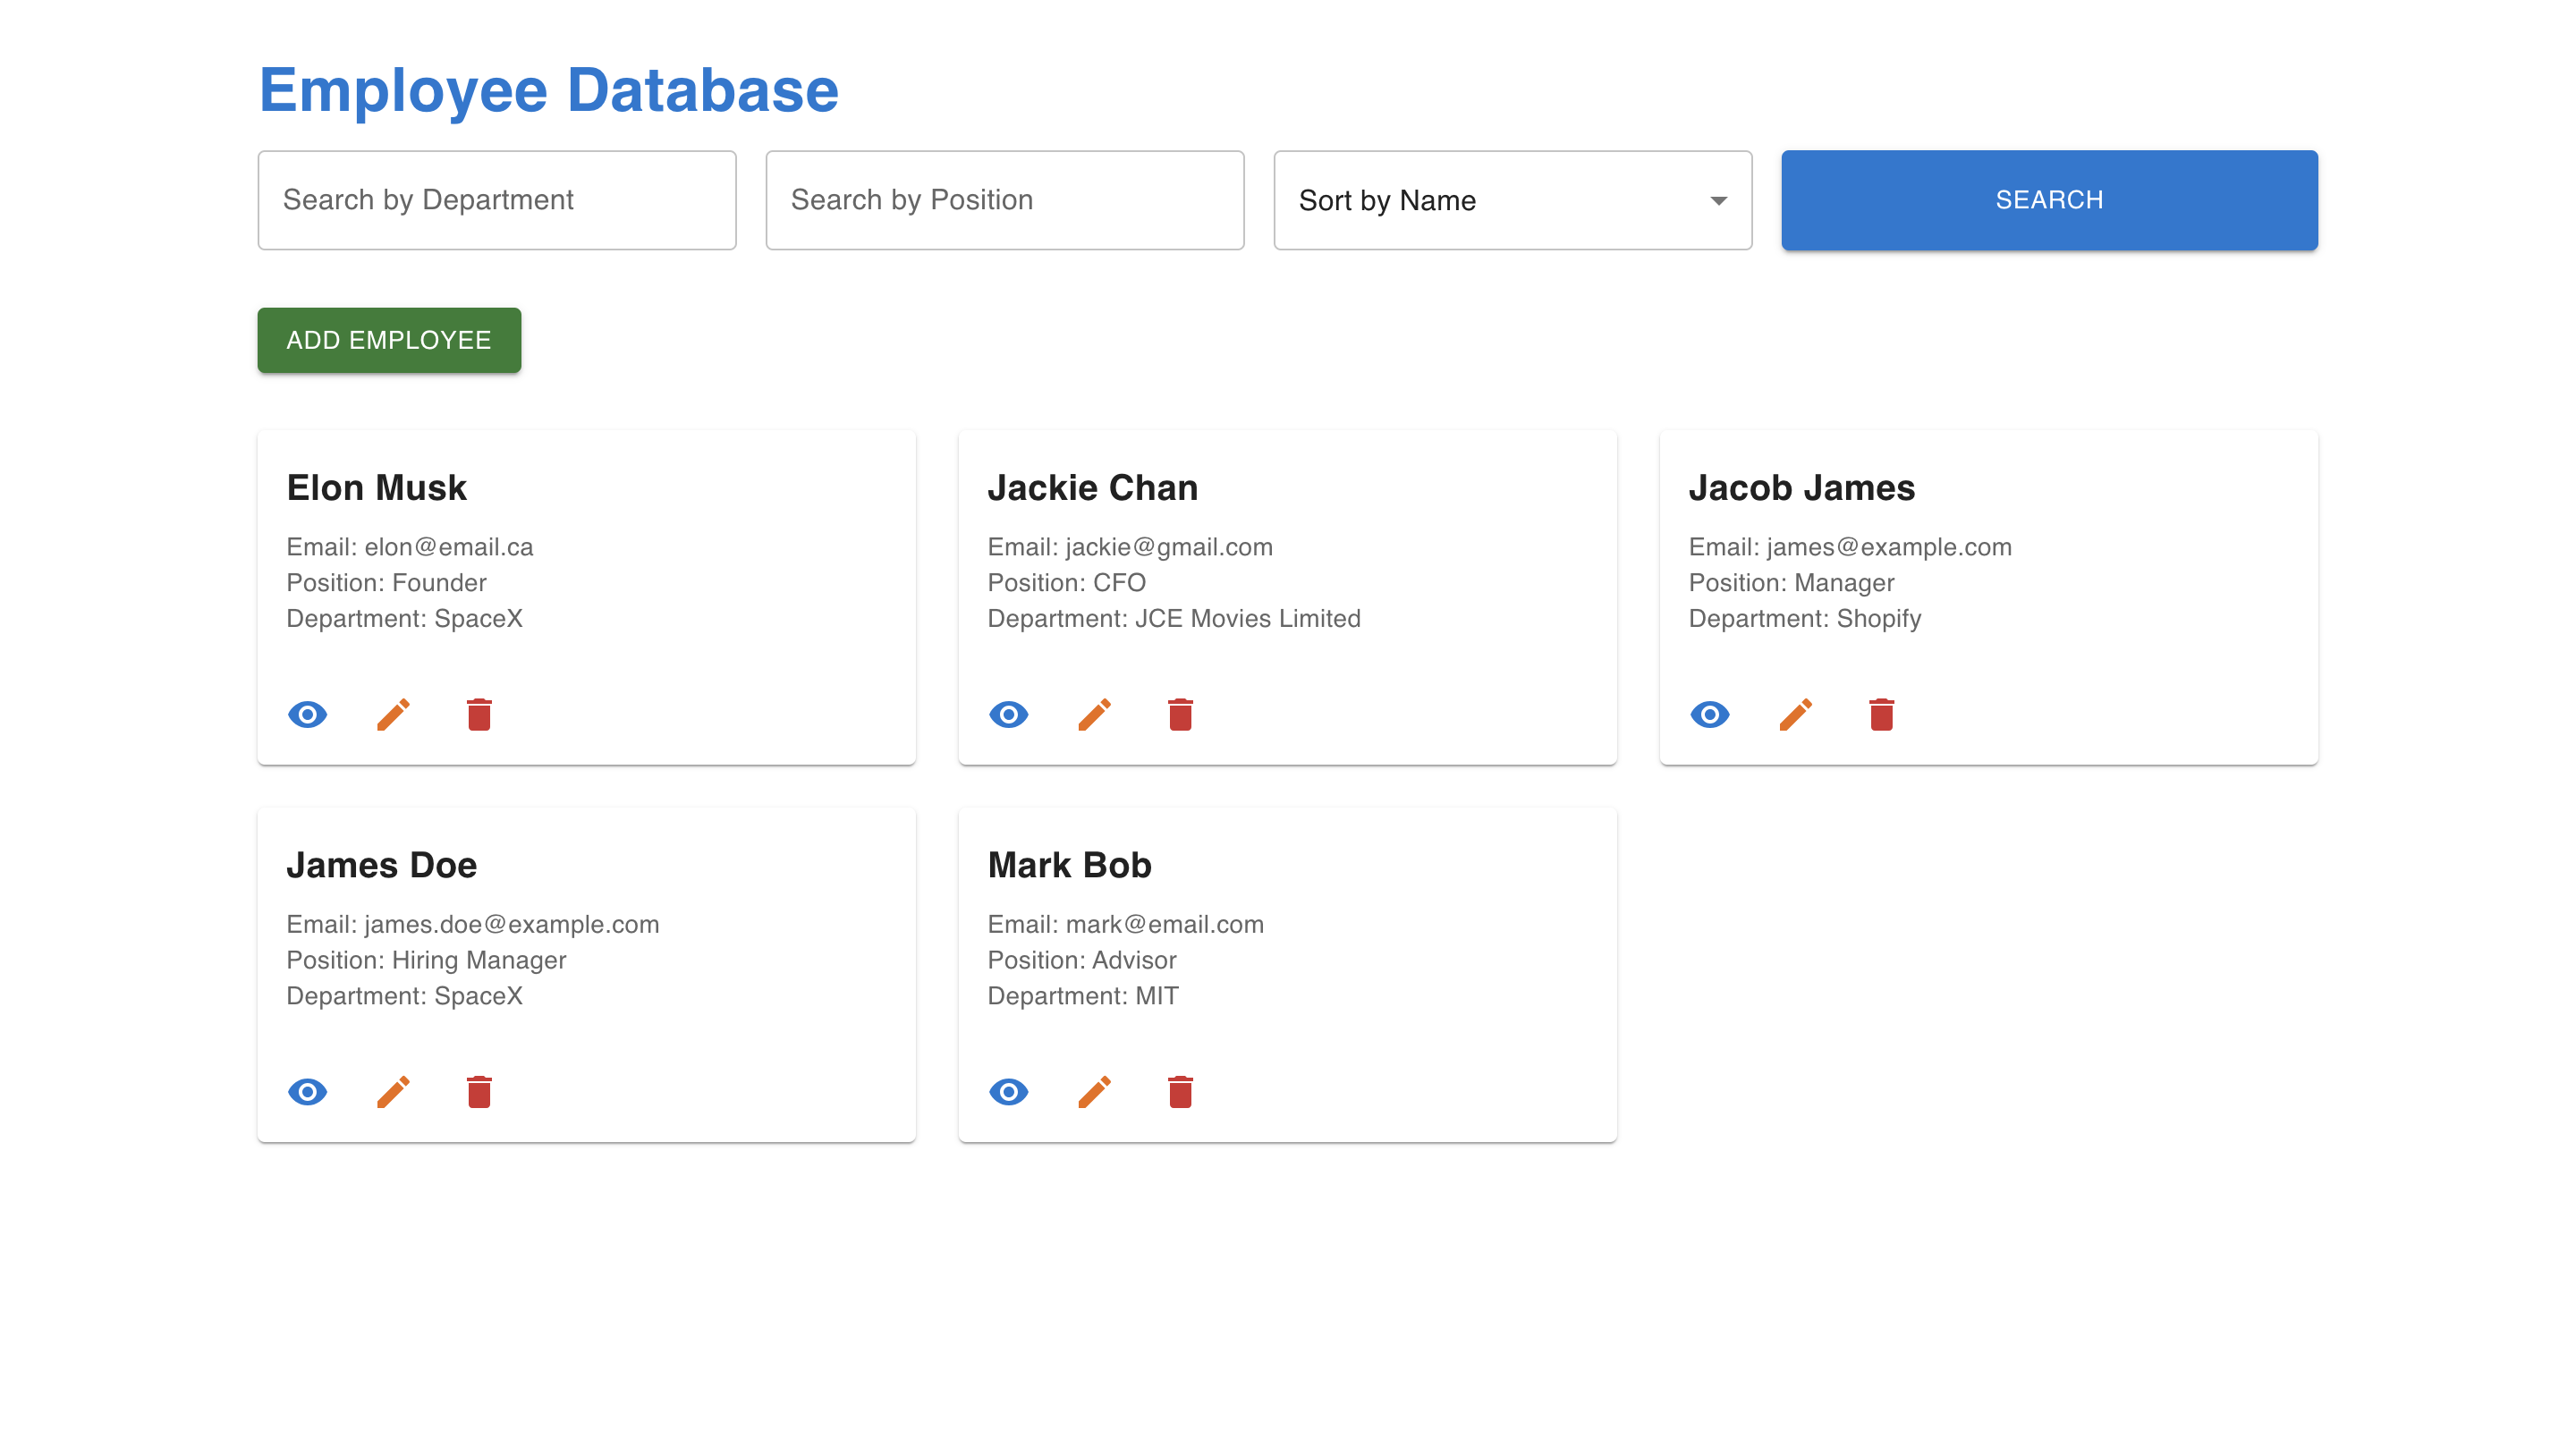 Employee Database
Search by Department
Search by Position
Sort by Name
SEARCH
ADD EMPLOYEE
Elon Musk
Email: elon@email.ca
Position: Founder
Department: SpaceX
Jackie Chan
Email: jackie@gmail.com
Position: CFO
Department: JCE Movies Limited
Jacob James
Email: james@example.com
Position: Manager
Department: Shopify
James Doe
Email: james.doe@example.com
Position: Hiring Manager
Department: SpaceX
Mark Bob
Email: mark@email.com
Position: Advisor
Department: MIT